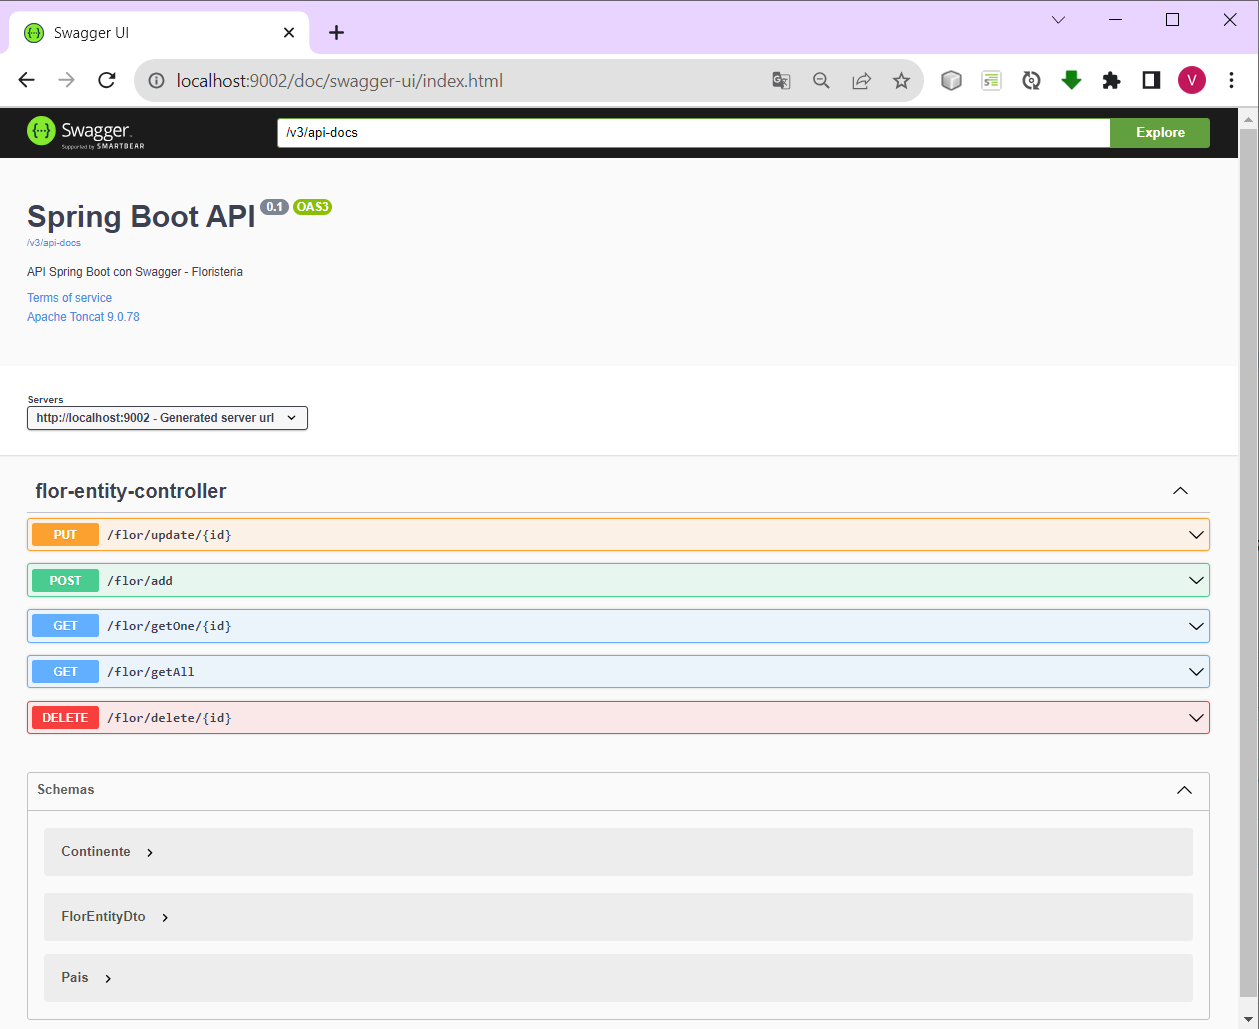 Swagger UI
localhost:9002/doc/swagger-ui/index.html
V
Swagger
Supported by SMARTBEAR
/v3/api-docs
Explore
Spring Boot API 0.1 OAS3
/v3/api-docs
API Spring Boot con Swagger - Floristeria
Terms of service
Apache Toncat 9.0.78
Servers
http://localhost:9002 - Generated server url
flor-entity-controller
PUT /flor/update/{id}
POST /flor/add
GET /flor/getOne/{id}
GET /flor/getAll
DELETE /flor/delete/{id}
Schemas
Continente
FlorEntityDto
Pais